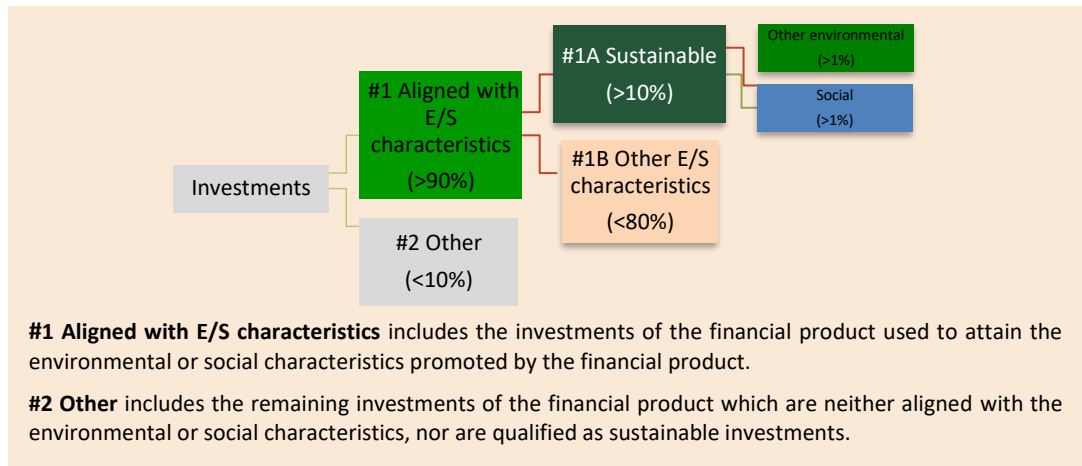 Investments
#1 Aligned with
E/S
characteristics
(>90%)
#2 Other
(<10%)
#1A Sustainable
(>10%)
#1B Other E/S
characteristics
(<80%)
Other environmental
(>1%)
Social
(>1%)
#1 Aligned with E/S characteristics includes the investments of the financial product used to attain the
environmental or social characteristics promoted by the financial product.
#2 Other includes the remaining investments of the financial product which are neither aligned with the
environmental or social characteristics, nor are qualified as sustainable investments.